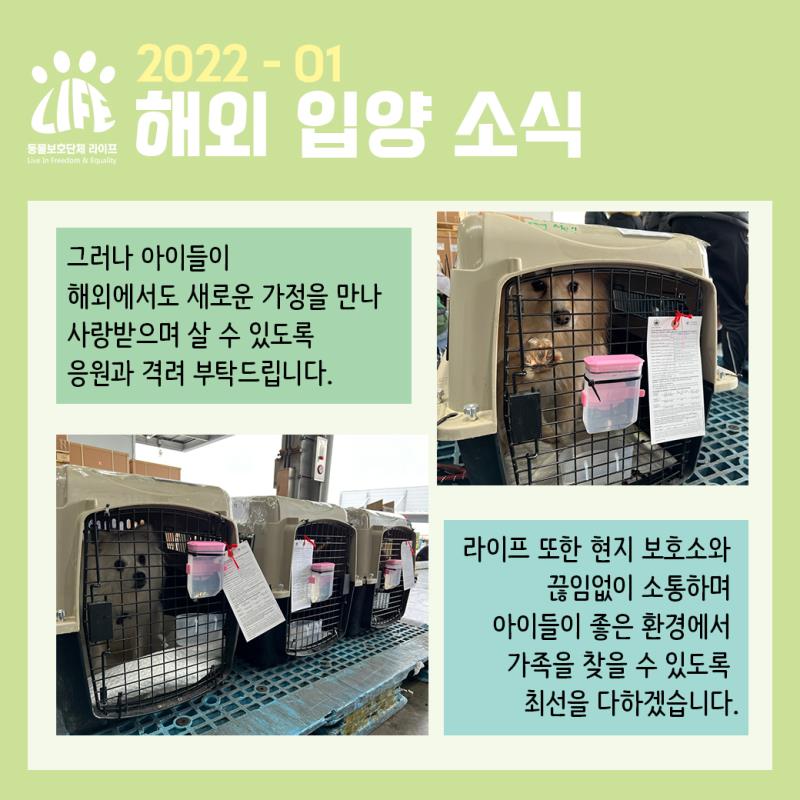 LIFE
동물보호단체 라이프
Live In Freedom & Equality
2022 - 01
해외 입양 소식
그러나 아이들이
해외에서도 새로운 가정을 만나
사랑받으며 살 수 있도록
응원과 격려 부탁드립니다.
라이프 또한 현지 보호소와
끊임없이 소통하며
아이들이 좋은 환경에서
가족을 찾을 수 있도록
최선을 다하겠습니다.